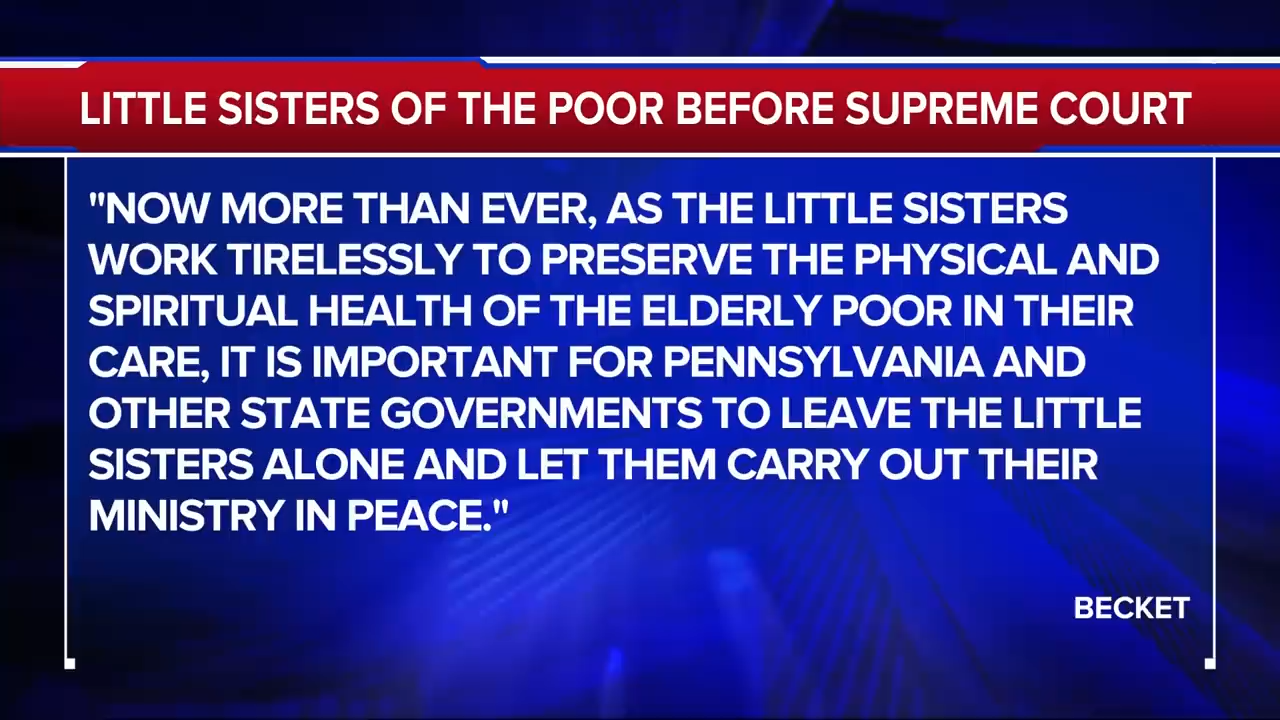 LITTLE SISTERS OF THE POOR BEFORE SUPREME COURT
"NOW MORE THAN EVER, AS THE LITTLE SISTERS
WORK TIRELESSLY TO PRESERVE THE PHYSICAL AND
SPIRITUAL HEALTH OF THE ELDERLY POOR IN THEIR
CARE, IT IS IMPORTANT FOR PENNSYLVANIA AND
OTHER STATE GOVERNMENTS TO LEAVE THE LITTLE
SISTERS ALONE AND LET THEM CARRY OUT THEIR
MINISTRY IN PEACE."
BECKET